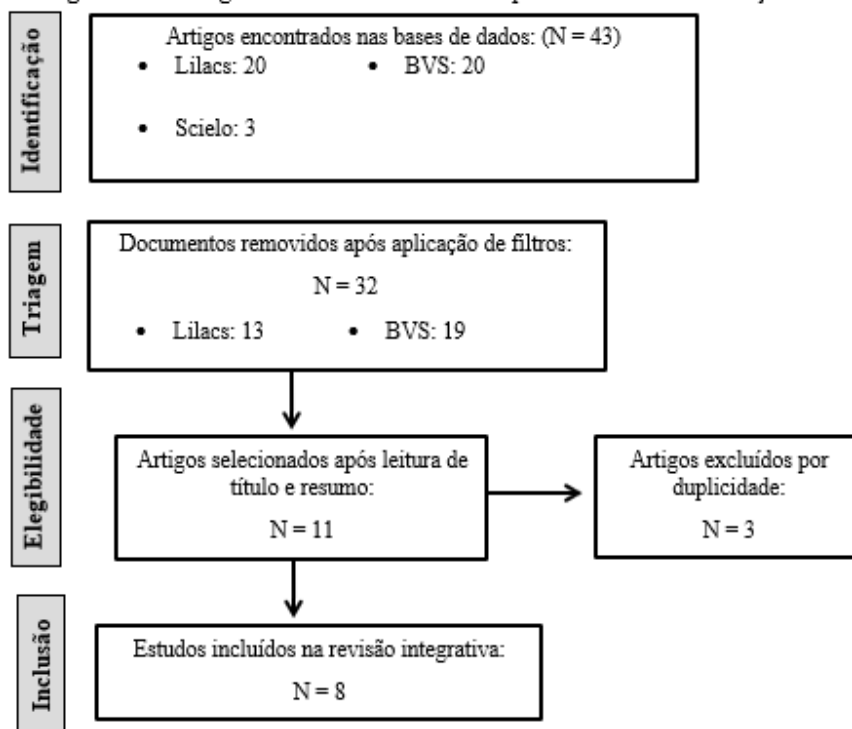 Identificação
Artigos encontrados nas bases de dados: (N = 43)
• Lilacs: 20 • BVS: 20
• Scielo: 3
Triagem
Documentos removidos após aplicação de filtros:
N = 32
• Lilacs: 13 • BVS: 19
Elegibilidade
Artigos selecionados após leitura de
título e resumo:
N = 11
Artigos excluídos por
duplicidade:
N = 3
Inclusão
Estudos incluídos na revisão integrativa:
N = 8